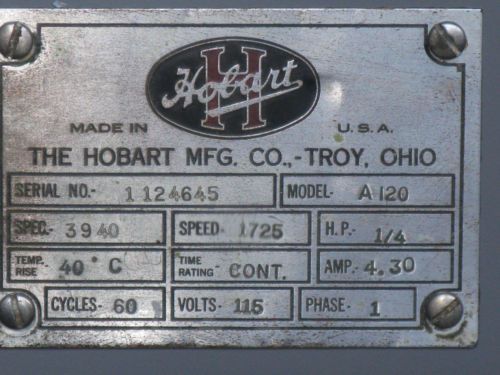 H
Hobart
MADE IN U.S.A.
THE HOBART MFG. CO.,-TROY, OHIO
SERIAL NO.- 1124645 MODEL- A120
SPEC.- 3940 SPEED- 1725 H.P.- 1/4
TEMP. RISE 40°C TIME RATING- CONT. AMP.- 4.30
CYCLES- 60 VOLTS- 115 PHASE- 1